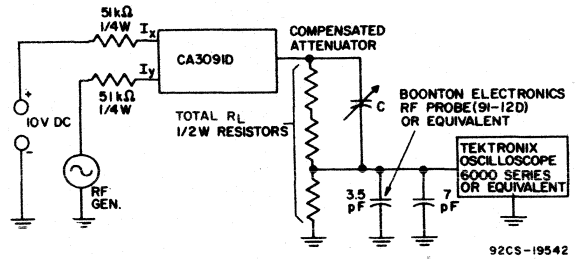 51kΩ
1/4W
Ix
CA3091D
Iy
51kΩ
1/4W
+
10V DC
-
RF
GEN.
COMPENSATED
ATTENUATOR
TOTAL RL
1/2W RESISTORS
C
BOONTON ELECTRONICS
RF PROBE(91-12D)
OR EQUIVALENT
3.5
pF
7
pF
TEKTRONIX
OSCILLOSCOPE
6000 SERIES
OR EQUIVALENT
92CS-19542